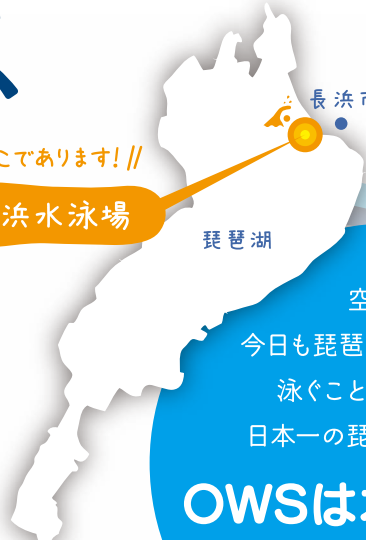 長浜市
こであります!
浜水泳場
琵琶湖
空
今日も琵琶
泳ぐこと
日本一の琵
OWSは